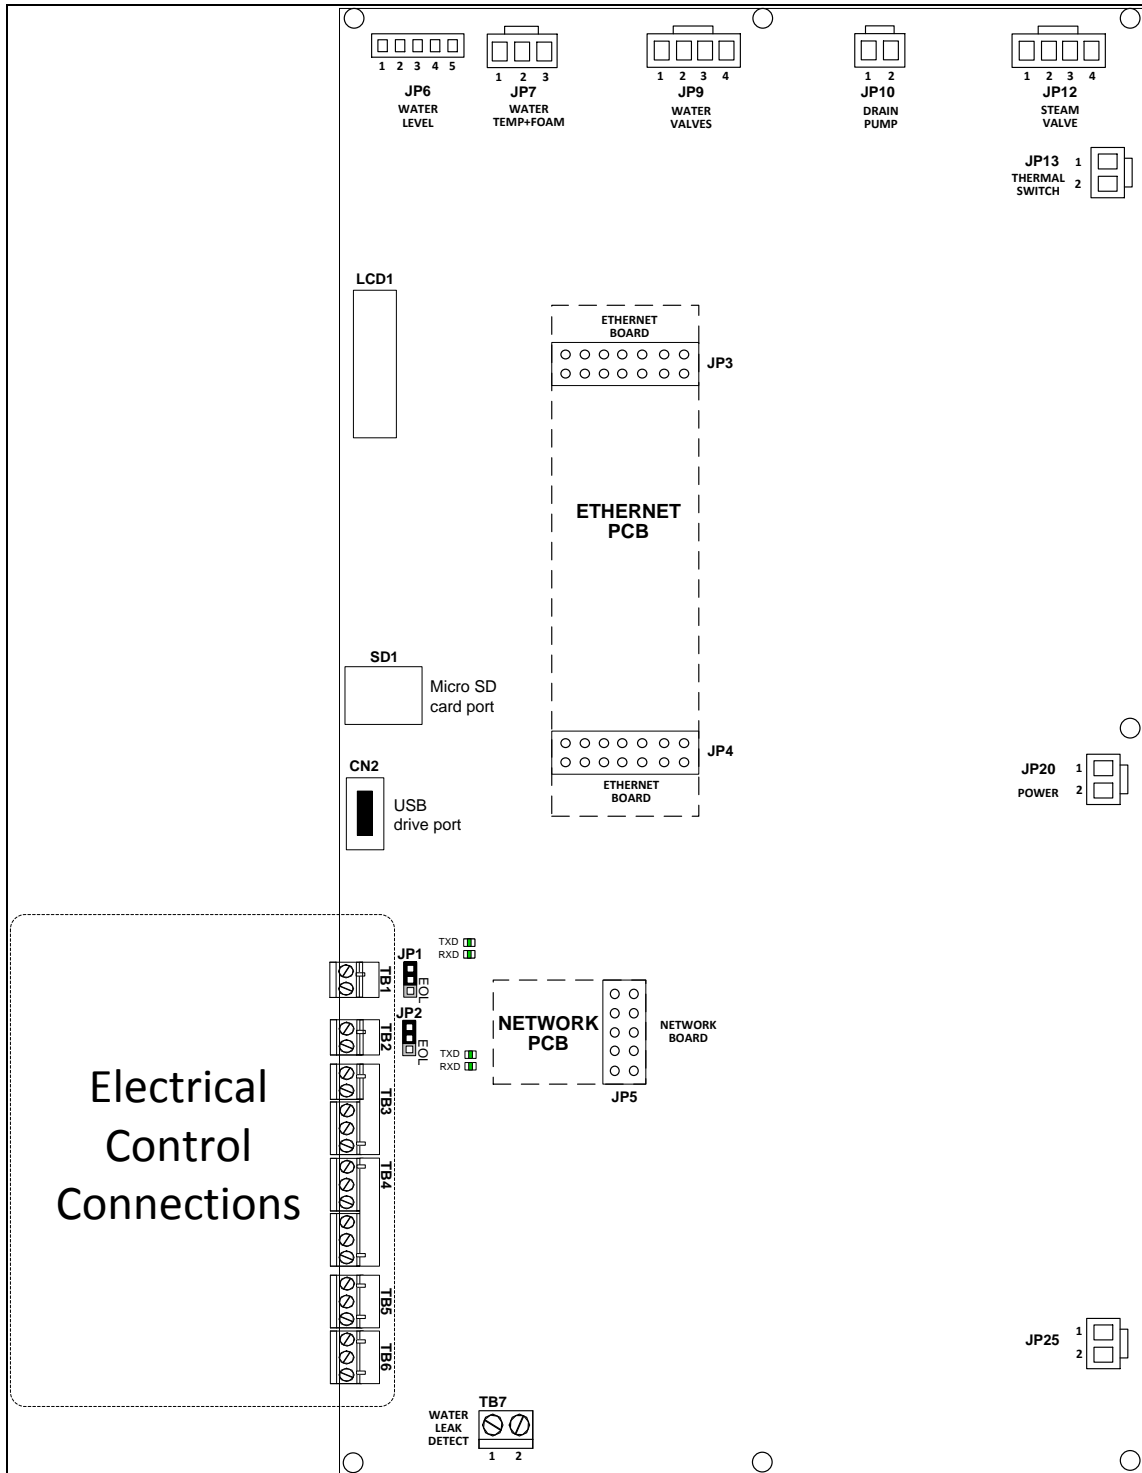 1 2 3 4 5
JP6
WATER
LEVEL
1 2 3
JP7
WATER
TEMP+FOAM
1 2 3 4
JP9
WATER
VALVES
1 2
JP10
DRAIN
PUMP
1 2 3 4
JP12
STEAM
VALVE
JP13 1
THERMAL 2
SWITCH
LCD1
ETHERNET
BOARD
JP3
ETHERNET
PCB
SD1
Micro SD
card port
JP4
ETHERNET
BOARD
CN2
USB
drive port
JP20 1
POWER 2
TXD
RXD
JP1
EOL
TB1
JP2
EOL
TB2
TXD
RXD
NETWORK
PCB
NETWORK
BOARD
JP5
Electrical
Control
Connections
TB3
TB4
TB5
TB6
JP25 1
2
TB7
WATER
LEAK
DETECT
1 2